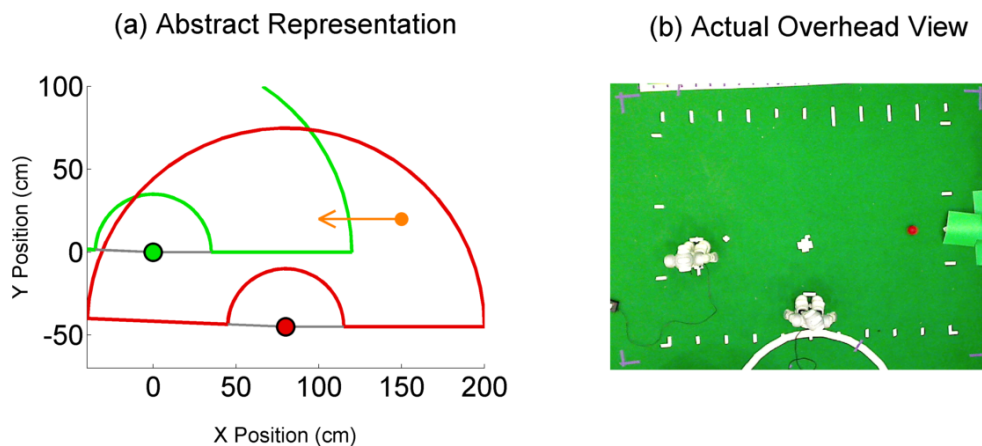 (a) Abstract Representation
(b) Actual Overhead View
100
50
0
-50
Y Position (cm)
0 50 100 150 200
X Position (cm)